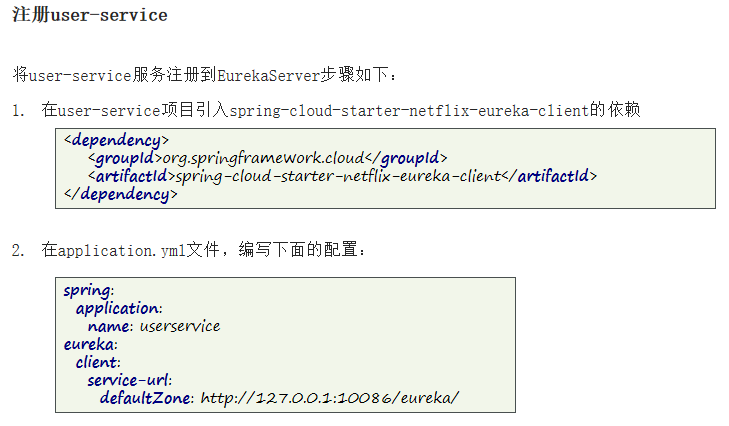 注册user-service
将user-service服务注册到EurekaServer步骤如下：
1. 在user-service项目引入spring-cloud-starter-netflix-eureka-client的依赖
<dependency>
<groupId>org.springframework.cloud</groupId>
<artifactId>spring-cloud-starter-netflix-eureka-client</artifactId>
</dependency>
2. 在application.yml文件，编写下面的配置：
spring:
application:
name: userservice
eureka:
client:
service-url:
defaultZone: http://127.0.0.1:10086/eureka/